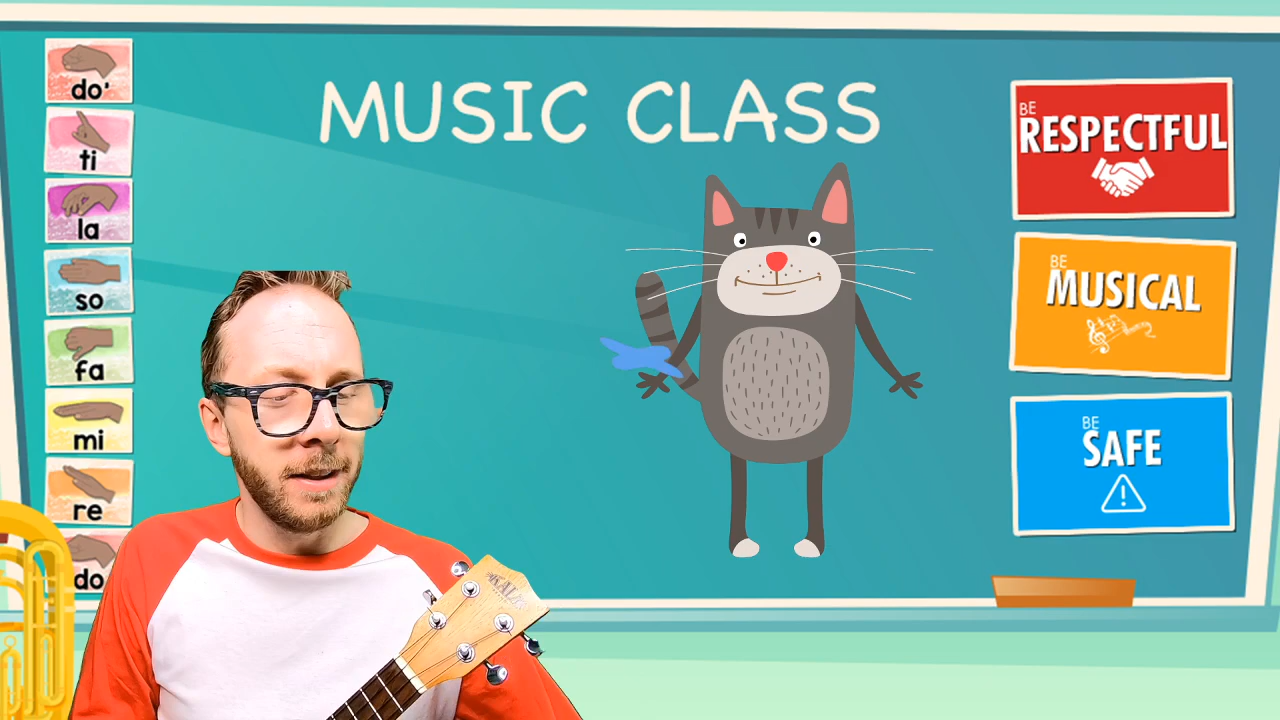 MUSIC CLASS
do'
ti
la
so
fa
mi
re
do
BE
RESPECTFUL
BE
MUSICAL
BE
SAFE